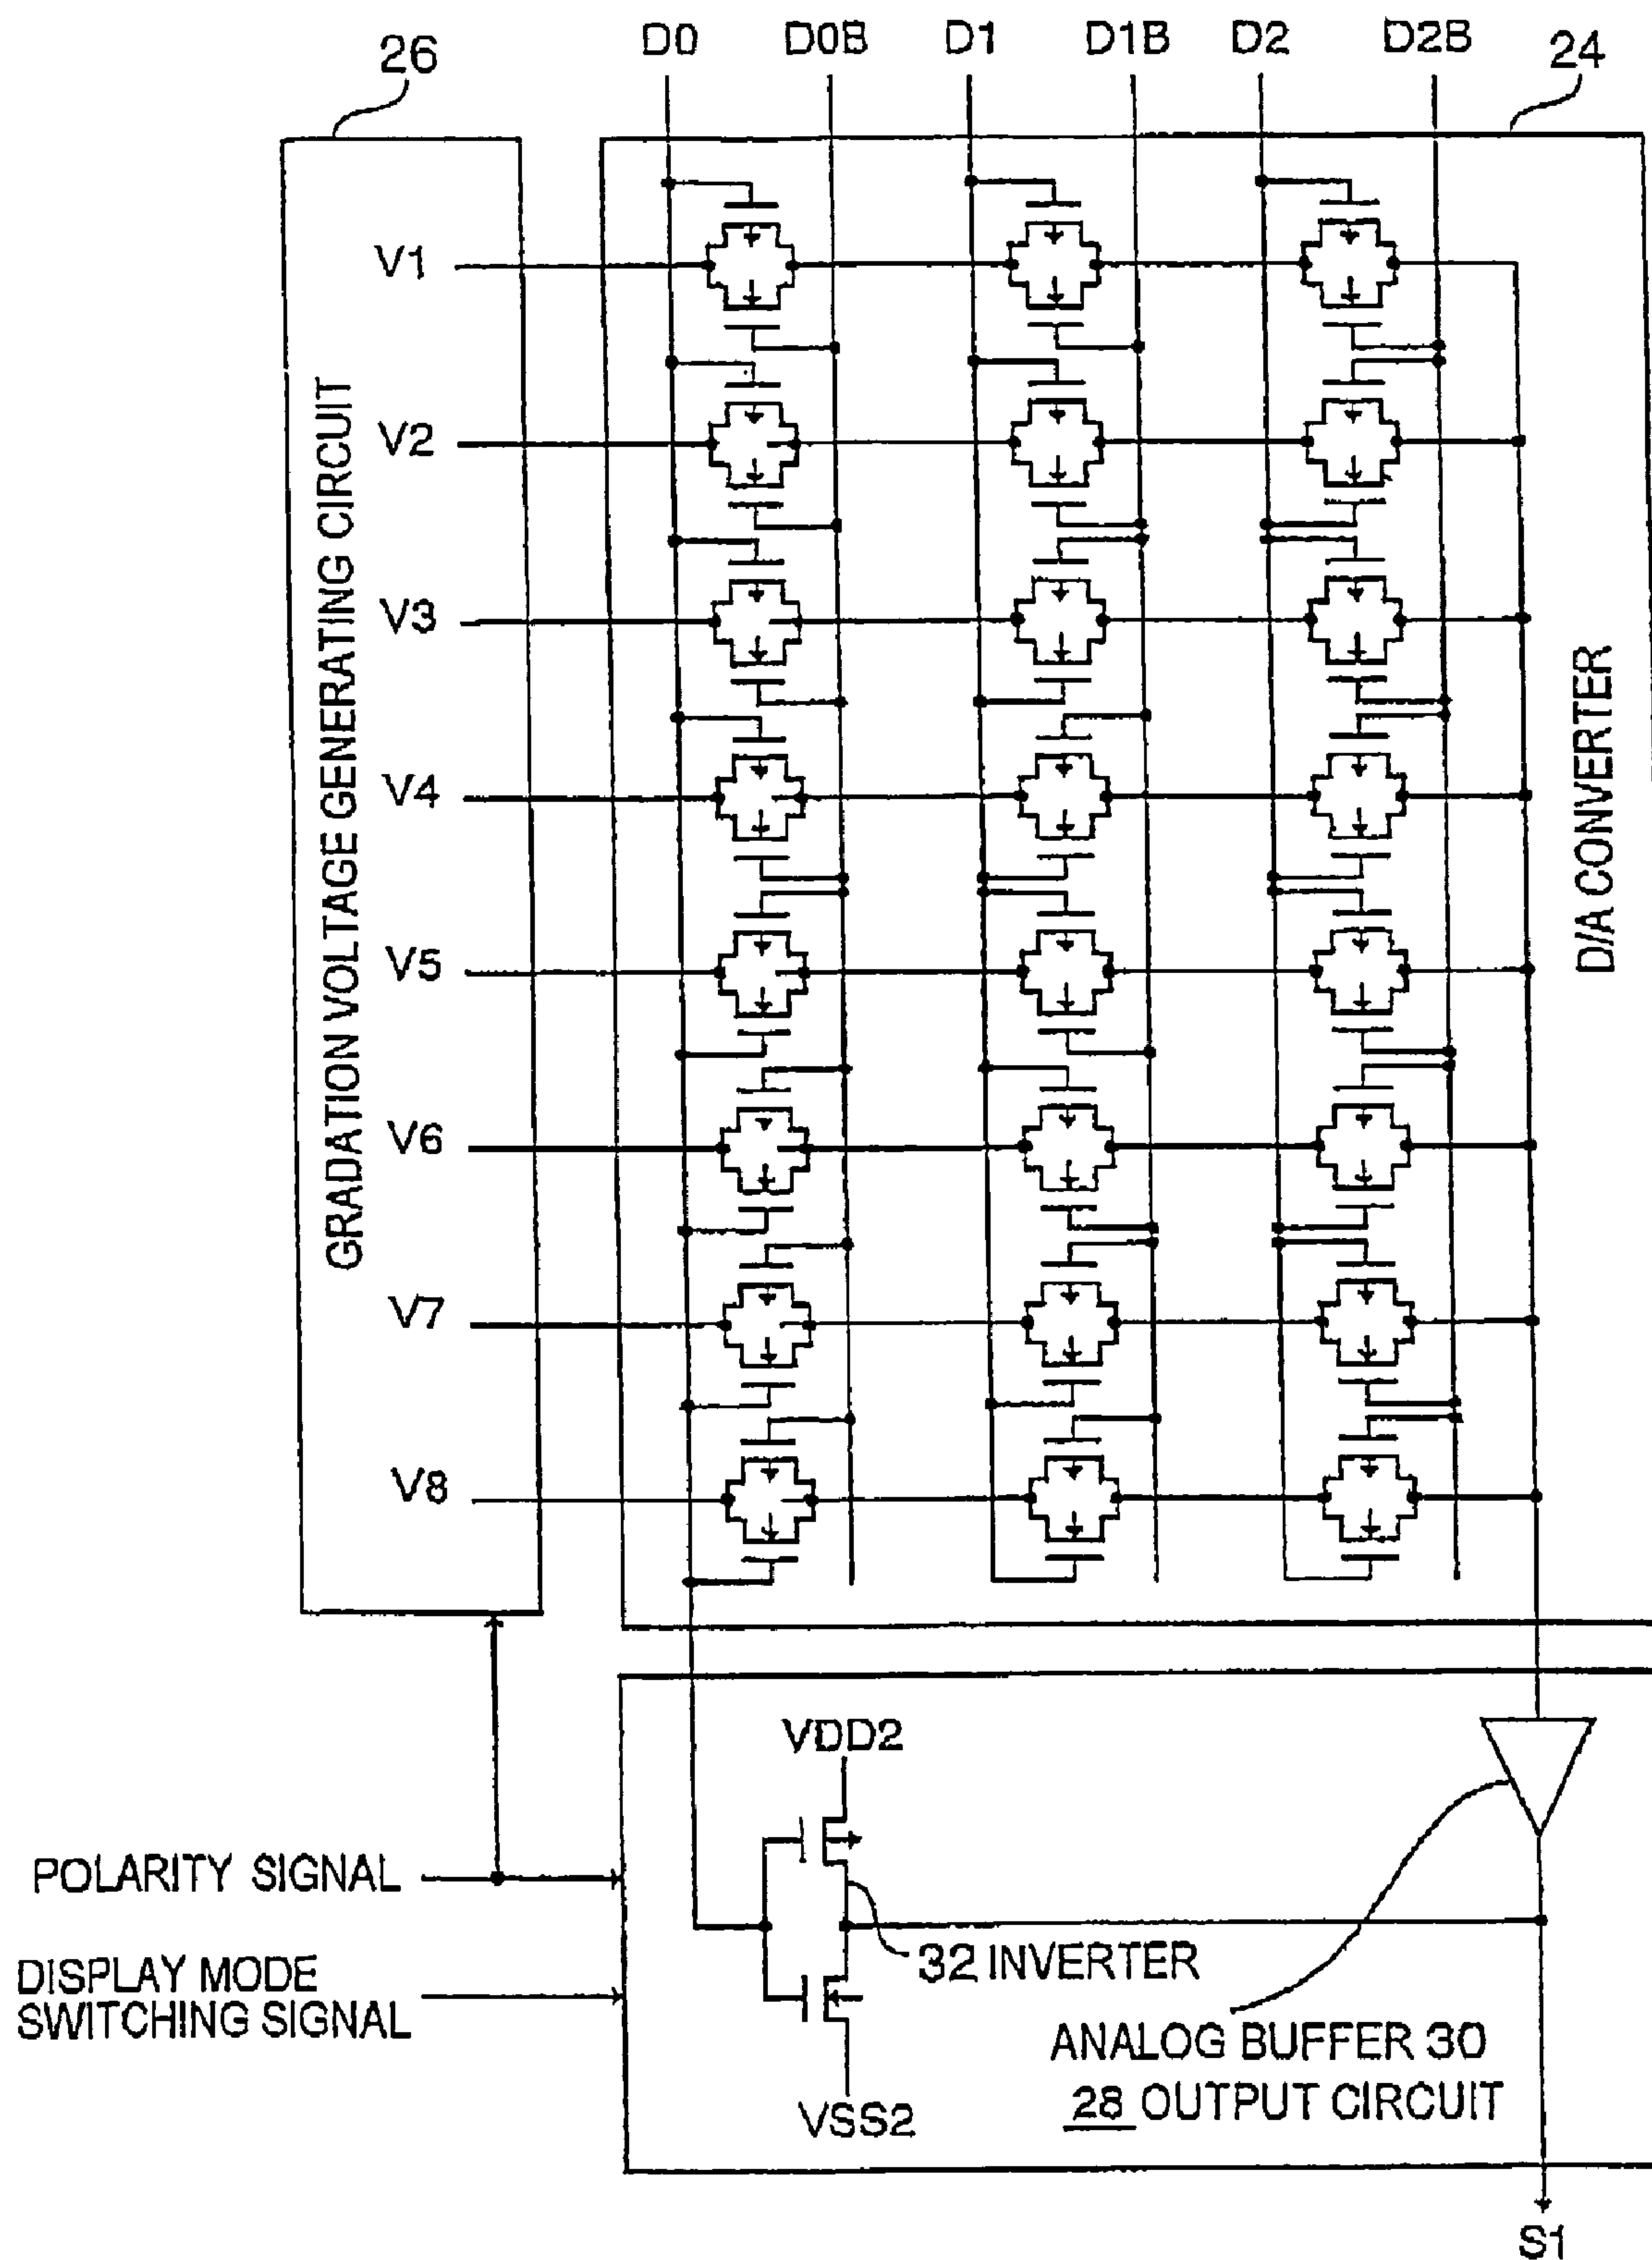 D0 D0B D1 D1B D2 D2B
26
24
V1
V2
V3
V4
V5
V6
V7
V8
GRADATION VOLTAGE GENERATING CIRCUIT
D/A CONVERTER
VDD2
POLARITY SIGNAL
32 INVERTER
DISPLAY MODE
SWITCHING SIGNAL
ANALOG BUFFER 30
28 OUTPUT CIRCUIT
VSS2
S1